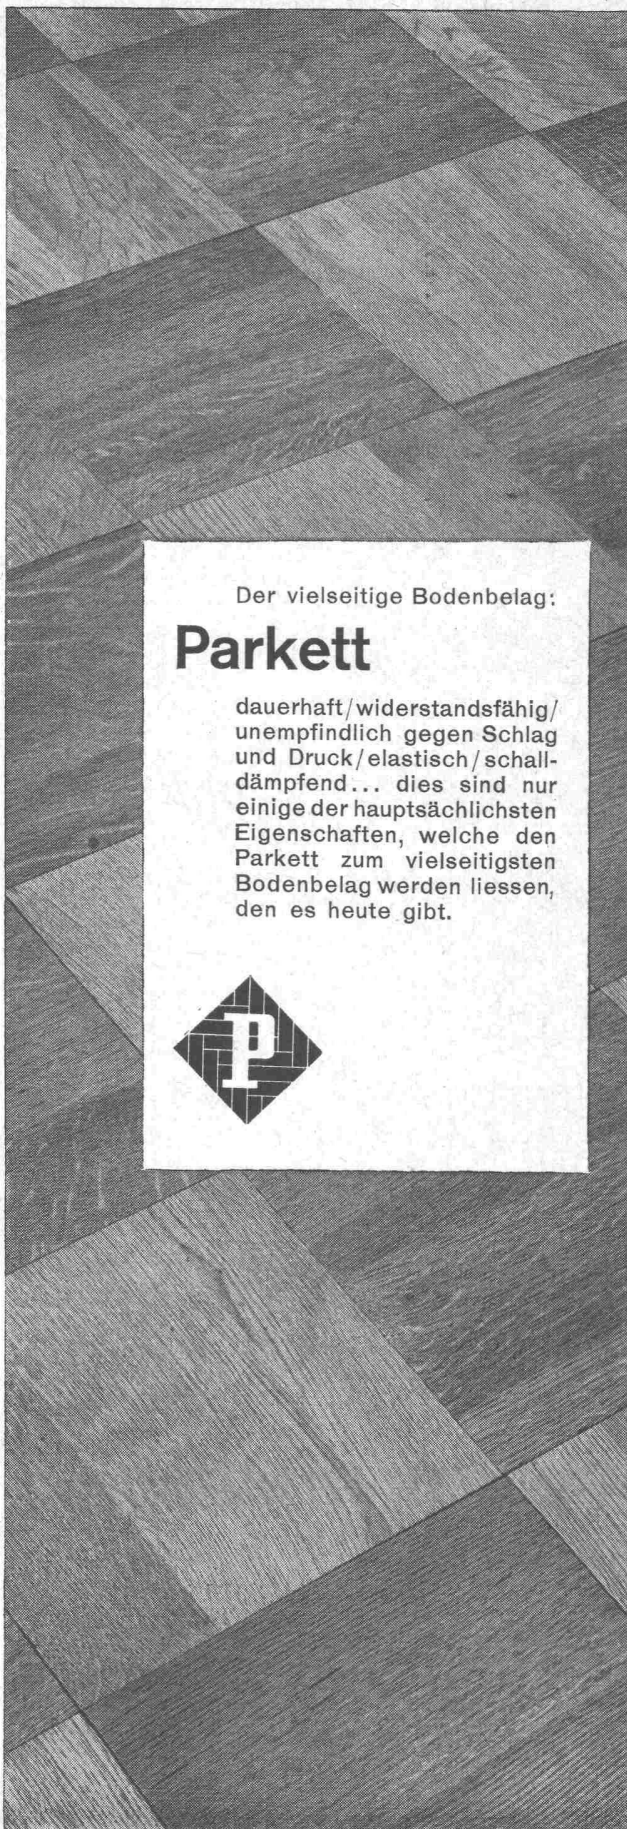 Der vielseitige Bodenbelag:
Parkett
dauerhaft/widerstandsfähig/
unempfindlich gegen Schlag
und Druck/elastisch/schall-
dämpfend... dies sind nur
einige der hauptsächlichsten
Eigenschaften, welche den
Parkett zum vielseitigsten
Bodenbelag werden liessen,
den es heute gibt.
P